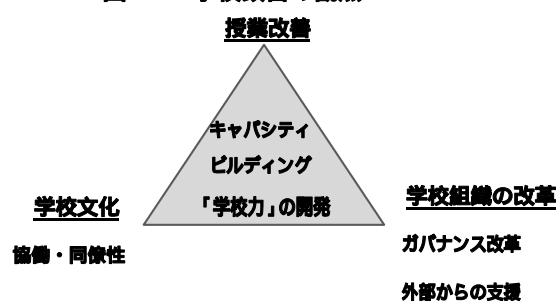 授業改善
キャパシティ
ビルディング
「学校力」の開発
学校文化
協働・同僚性
学校組織の改革
ガバナンス改革
外部からの支援